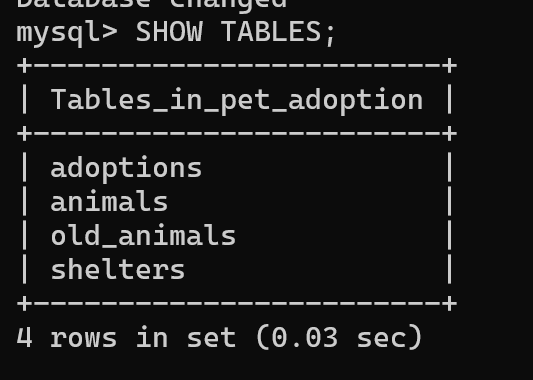 Database changed
mysql> SHOW TABLES;
+------------------------+
| Tables_in_pet_adoption |
+------------------------+
| adoptions              |
| animals                |
| old_animals            |
| shelters               |
+------------------------+
4 rows in set (0.03 sec)